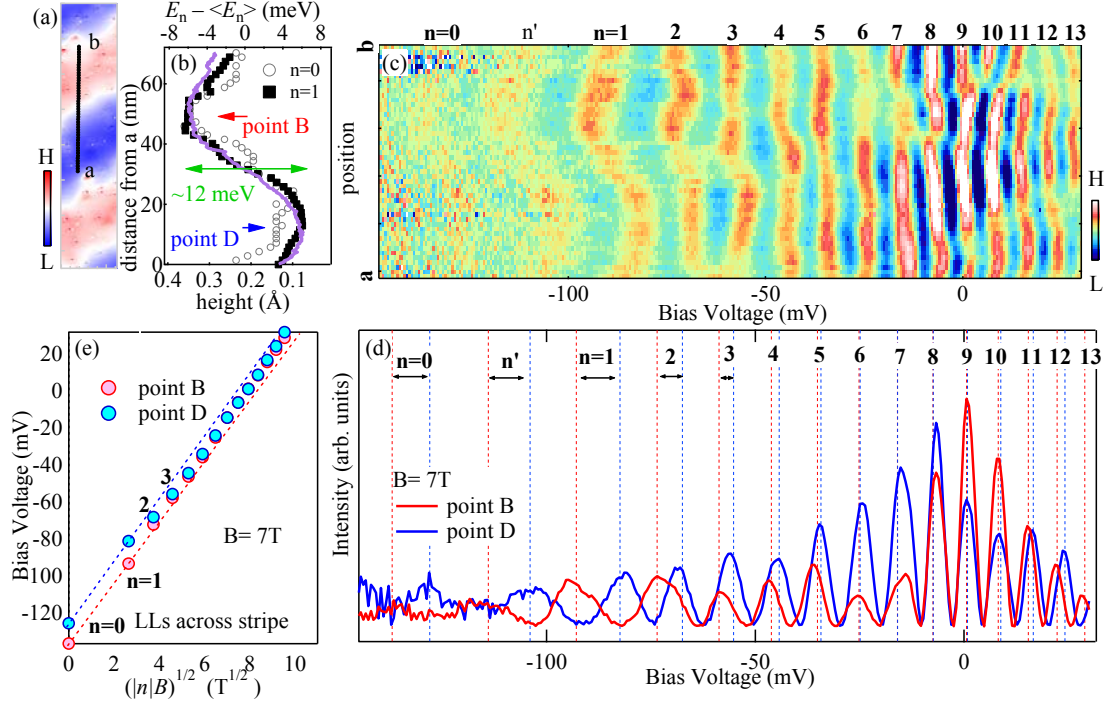 (a)
b
a
H
L
E_n – <E_n> (meV)
-8 -4 0 4 8
(b)
n=0
n=1
point B
~12 meV
point D
60
40
20
0
distance from a (nm)
0.4 0.3 0.2 0.1
height (Å)
n=0 n' n=1 2 3 4 5 6 7 8 9 10 11 12 13
(c)
b
position
a
H
L
-100 -50 0
Bias Voltage (mV)
(e)
point B
point D
3
2
B= 7T
n=1
n=0
LLs across stripe
20
0
-20
-40
-60
-80
-100
-120
Bias Voltage (mV)
0 2 4 6 8 10
(|n|B)^{1/2} (T^{1/2})
(d)
n=0 n' n=1 2 3 4 5 6 7 8 9 10 11 12 13
B= 7T
point B
point D
Intensity (arb. units)
-100 -50 0
Bias Voltage (mV)